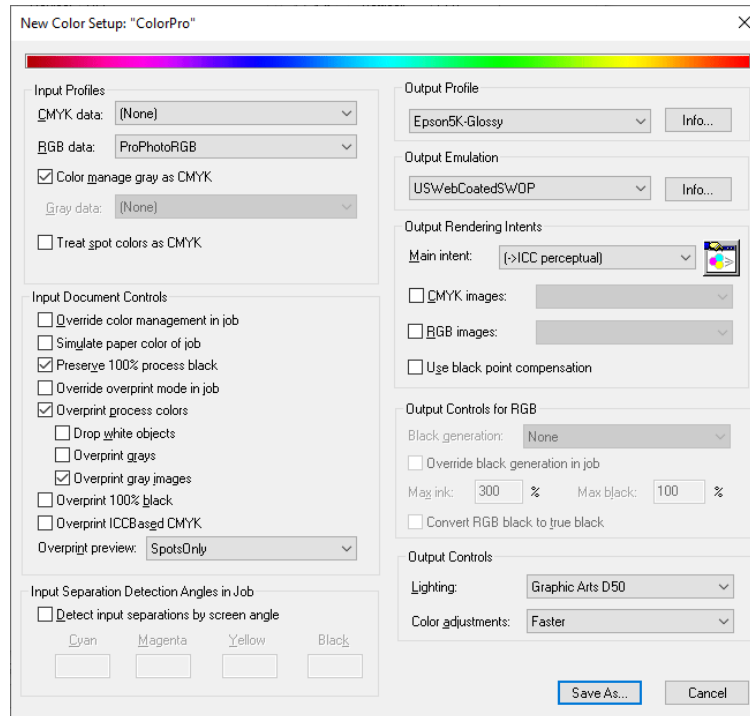 New Color Setup: "ColorPro"
Input Profiles
CMYK data: (None)
RGB data: ProPhotoRGB
Color manage gray as CMYK
Gray data: (None)
Treat spot colors as CMYK
Input Document Controls
Override color management in job
Simulate paper color of job
Preserve 100% process black
Override overprint mode in job
Overprint process colors
Drop white objects
Overprint grays
Overprint gray images
Overprint 100% black
Overprint ICCBased CMYK
Overprint preview: SpotsOnly
Input Separation Detection Angles in Job
Detect input separations by screen angle
Cyan Magenta Yellow Black
Output Profile
Epson5K-Glossy Info...
Output Emulation
USWebCoatedSWOP Info...
Output Rendering Intents
Main intent: (->ICC perceptual)
CMYK images:
RGB images:
Use black point compensation
Output Controls for RGB
Black generation: None
Override black generation in job
Max ink: 300 % Max black: 100 %
Convert RGB black to true black
Output Controls
Lighting: Graphic Arts D50
Color adjustments: Faster
Save As... Cancel